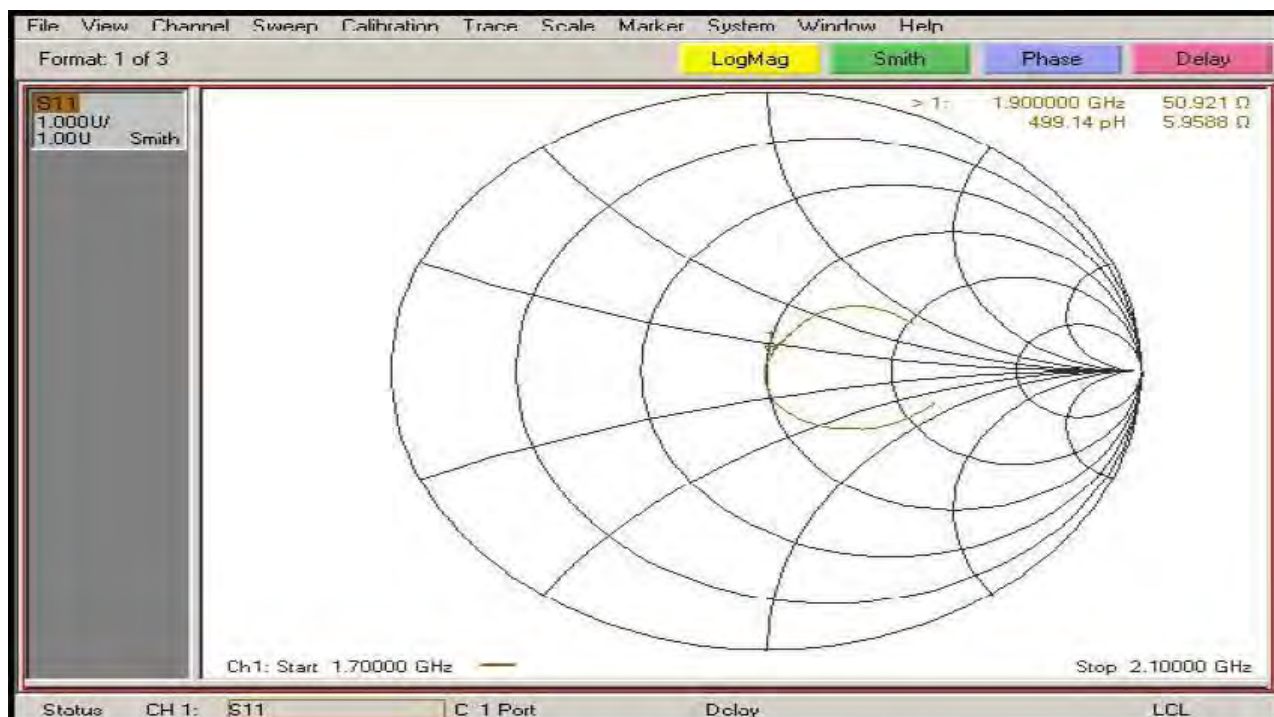 File View Channel Sweep Calibration Trace Scale Marker System Window Help
Format: 1 of 3 LogMag Smith Phase Delay
S11
1.000U/
1.00U Smith
> 1: 1.900000 GHz 50.921 Ω
499.14 pH 5.9588 Ω
1
Ch1: Start 1.70000 GHz Stop 2.10000 GHz
Status CH 1: S11 C 1 Port Delay LCL